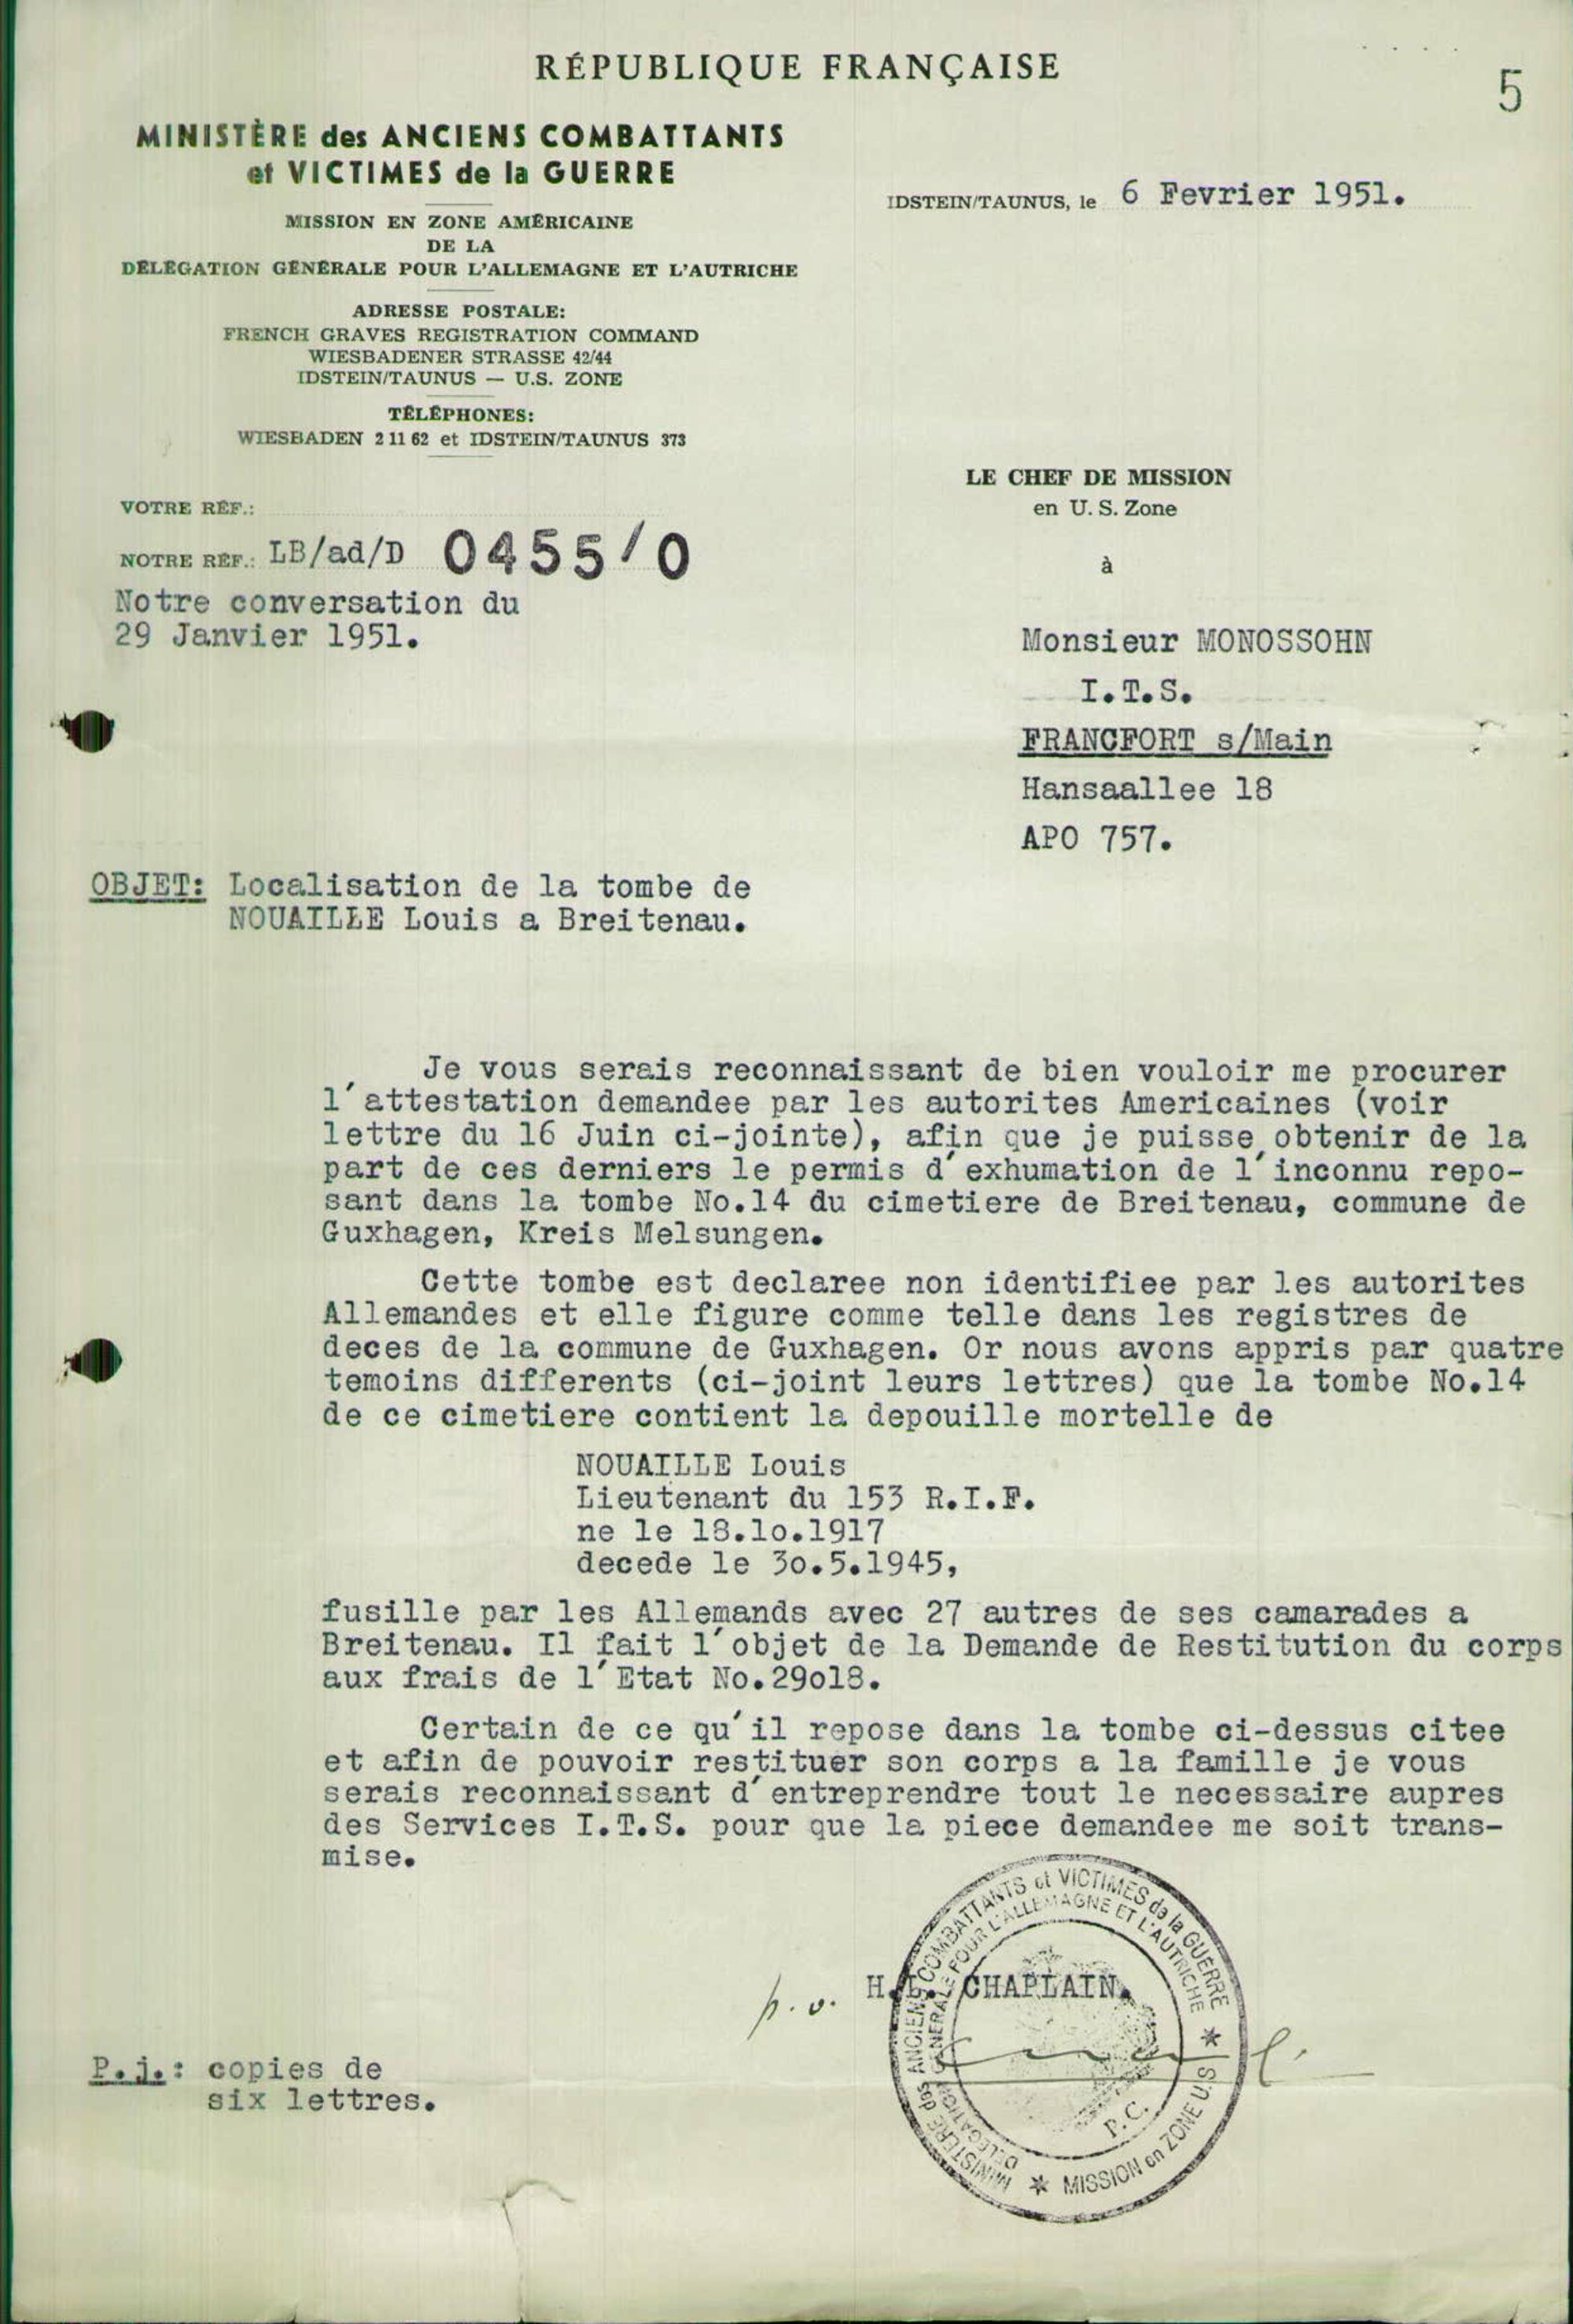 RÉPUBLIQUE FRANÇAISE
5
MINISTÈRE des ANCIENS COMBATTANTS
et VICTIMES de la GUERRE
IDSTEIN/TAUNUS, le 6 Fevrier 1951.
MISSION EN ZONE AMÉRICAINE
DE LA
DÉLÉGATION GÉNÉRALE POUR L'ALLEMAGNE ET L'AUTRICHE
ADRESSE POSTALE:
FRENCH GRAVES REGISTRATION COMMAND
WIESBADENER STRASSE 42/44
IDSTEIN/TAUNUS — U.S. ZONE
TÉLÉPHONES:
WIESBADEN 2 11 62 et IDSTEIN/TAUNUS 373
LE CHEF DE MISSION
en U. S. Zone
à
VOTRE RÉF.:
NOTRE RÉF.: LB/ad/D 0455/0
Notre conversation du
29 Janvier 1951.
Monsieur MONOSSOHN
I.T.S.
FRANCFORT s/Main
Hansaallee 18
APO 757.
OBJET: Localisation de la tombe de
NOUAILLE Louis a Breitenau.
Je vous serais reconnaissant de bien vouloir me procurer
l'attestation demandee par les autorites Americaines (voir
lettre du 16 Juin ci-jointe), afin que je puisse obtenir de la
part de ces derniers le permis d'exhumation de l'inconnu repo-
sant dans la tombe No.14 du cimetiere de Breitenau, commune de
Guxhagen, Kreis Melsungen.
Cette tombe est declaree non identifiee par les autorites
Allemandes et elle figure comme telle dans les registres de
deces de la commune de Guxhagen. Or nous avons appris par quatre
temoins differents (ci-joint leurs lettres) que la tombe No.14
de ce cimetiere contient la depouille mortelle de
NOUAILLE Louis
Lieutenant du 153 R.I.F.
ne le 18.lo.1917
decede le 3o.5.1945,
fusille par les Allemands avec 27 autres de ses camarades a
Breitenau. Il fait l'objet de la Demande de Restitution du corps
aux frais de l'Etat No.29o18.
Certain de ce qu'il repose dans la tombe ci-dessus citee
et afin de pouvoir restituer son corps a la famille je vous
serais reconnaissant d'entreprendre tout le necessaire aupres
des Services I.T.S. pour que la piece demandee me soit trans-
mise.
p.o. H.L. CHAPLAIN.
MINISTÈRE des ANCIENS COMBATTANTS et VICTIMES de la GUERRE
DÉLÉGATION GÉNÉRALE POUR L'ALLEMAGNE ET L'AUTRICHE
P.C.
MISSION en ZONE U.S
P.j.: copies de
six lettres.